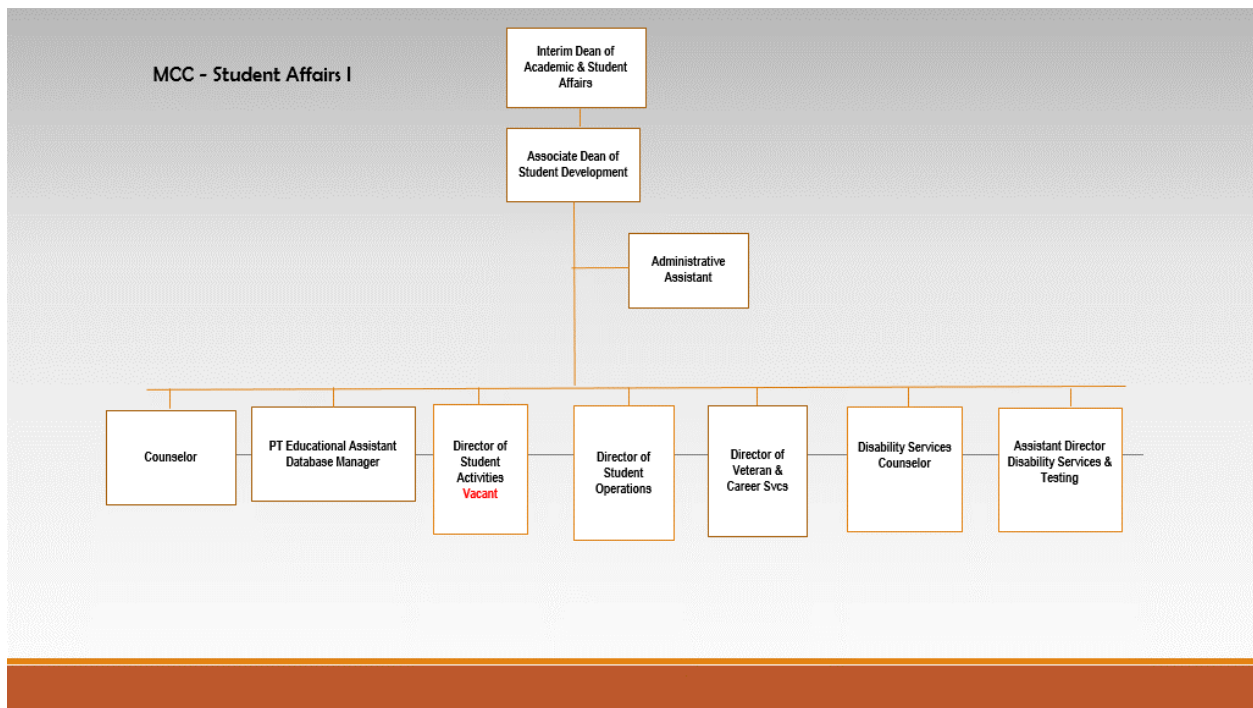 MCC - Student Affairs I
Interim Dean of
Academic & Student
Affairs
Associate Dean of
Student Development
Administrative
Assistant
Counselor
PT Educational Assistant
Database Manager
Director of
Student
Activities
Vacant
Director of
Student
Operations
Director of
Veteran &
Career Svcs
Disability Services
Counselor
Assistant Director
Disability Services &
Testing